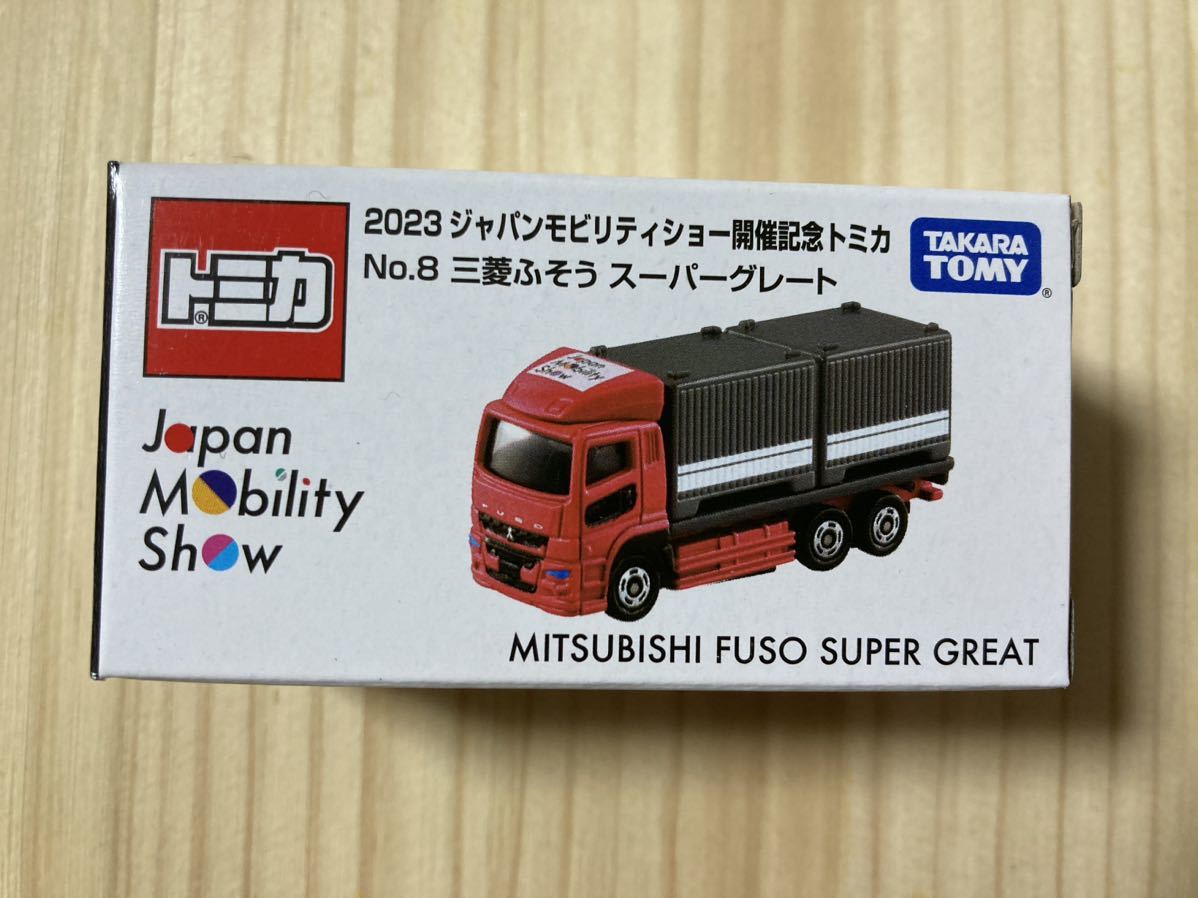 トミカ®
2023 ジャパンモビリティショー開催記念トミカ
No.8 三菱ふそう スーパーグレート
TAKARA
TOMY®
Japan
Mobility
Show
Japan
Mobility
Show
FUSO
MITSUBISHI FUSO SUPER GREAT